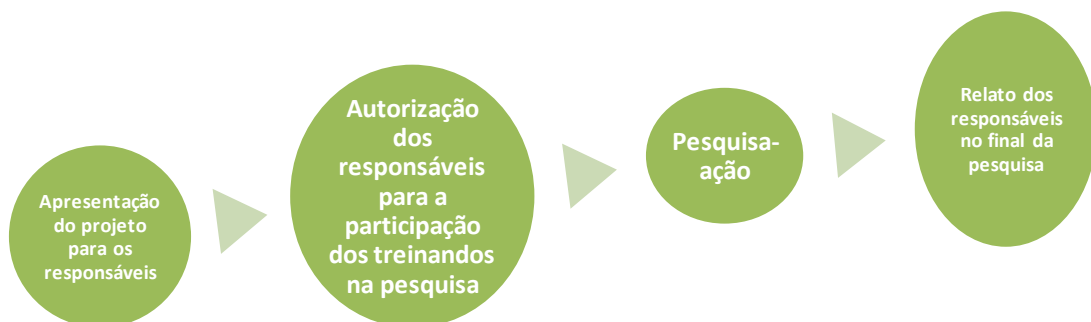 Apresentação
do projeto
para os
responsáveis
Autorização
dos
responsáveis
para a
participação
dos treinandos
na pesquisa
Pesquisa-
ação
Relato dos
responsáveis
no final da
pesquisa